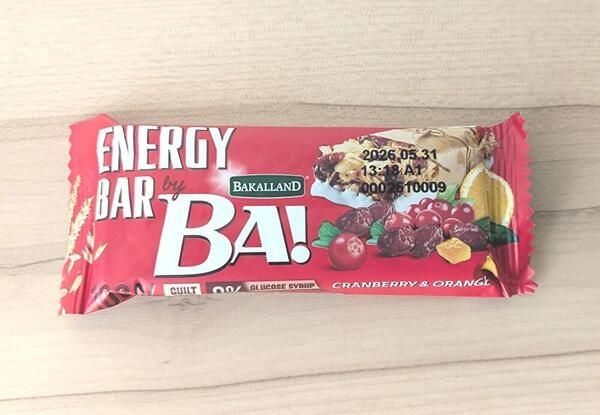 ENERGY
BAR by
BAKALLAND
BA!
2026.05.31
13:18 A1
0002510009
GUILT
0% GLUCOSE SYRUP
CRANBERRY & ORANGE